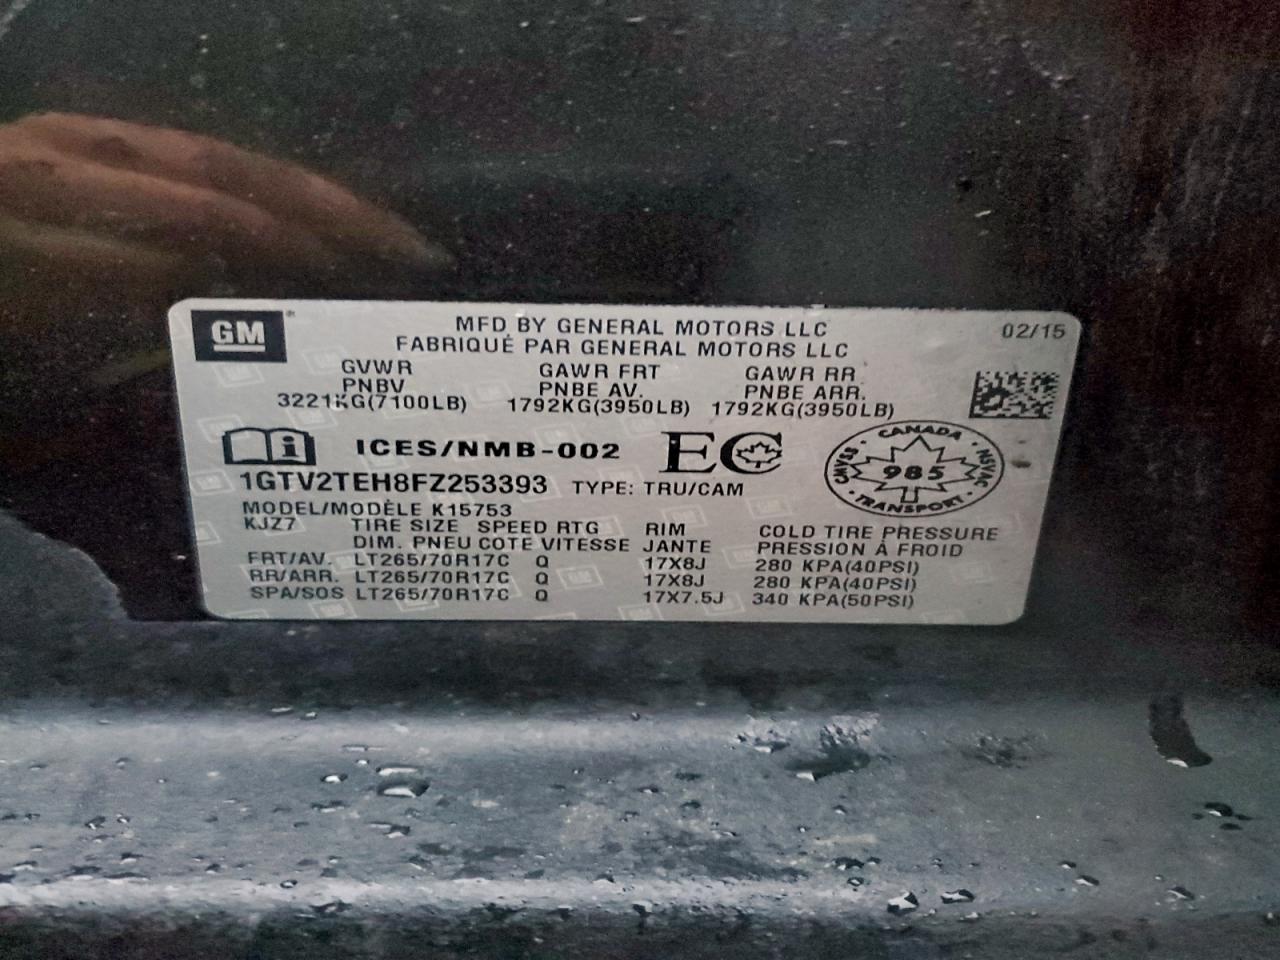 GM
MFD BY GENERAL MOTORS LLC
02/15
FABRIQUÉ PAR GENERAL MOTORS LLC
GVWR GAWR FRT GAWR RR
PNBV PNBE AV. PNBE ARR.
3221KG(7100LB) 1792KG(3950LB) 1792KG(3950LB)
i ICES/NMB-002 EC
CANADA
CMVSS 985 NSVAC
TRANSPORT
1GTV2TEH8FZ253393 TYPE: TRU/CAM
MODEL/MODÈLE K15753
KJZ7 TIRE SIZE SPEED RTG RIM COLD TIRE PRESSURE
DIM. PNEU COTE VITESSE JANTE PRESSION À FROID
FRT/AV. LT265/70R17C Q 17X8J 280 KPA(40PSI)
RR/ARR. LT265/70R17C Q 17X8J 280 KPA(40PSI)
SPA/SOS LT265/70R17C Q 17X7.5J 340 KPA(50PSI)